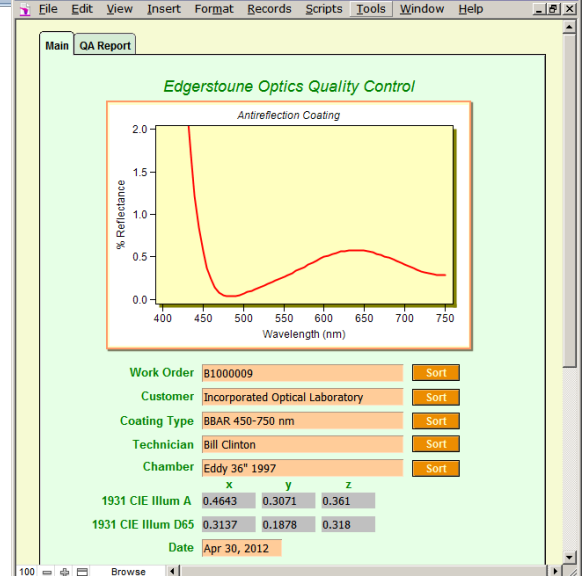 File Edit View Insert Format Records Scripts Tools Window Help
Main QA Report
Edgerstoune Optics Quality Control
Antireflection Coating
% Reflectance
2.0
1.5
1.0
0.5
0.0
400 450 500 550 600 650 700 750
Wavelength (nm)
Work Order B1000009 Sort
Customer Incorporated Optical Laboratory Sort
Coating Type BBAR 450-750 nm Sort
Technician Bill Clinton Sort
Chamber Eddy 36" 1997 Sort
x y z
1931 CIE Illum A 0.4643 0.3071 0.361
1931 CIE Illum D65 0.3137 0.1878 0.318
Date Apr 30, 2012
100 Browse